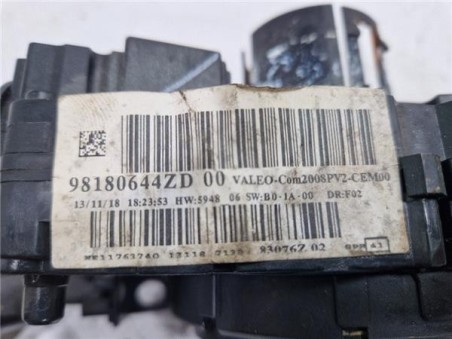 98180644ZD 00 VALEO-Com2008PV2-CEM00
13/11/18 18:23:53 HW:5948 06 SW:B0-1A-00 DR:F02
93076Z 02